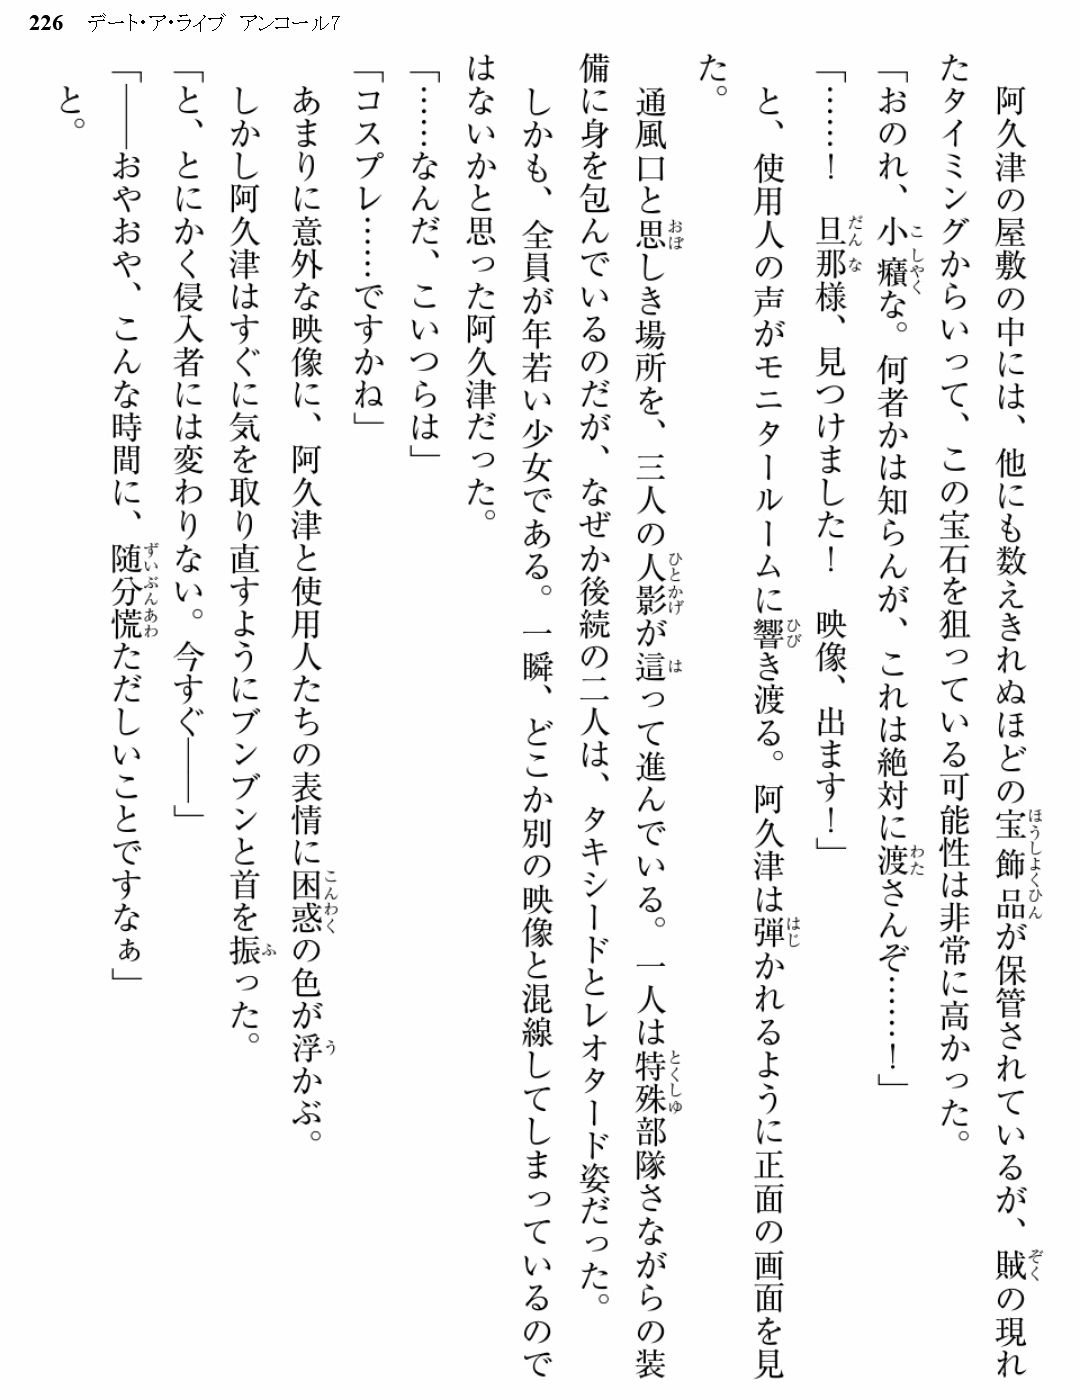 226 デート・ア・ライブ アンコール7
阿久津の屋敷の中には、他にも数えきれぬほどの宝飾品が保管されているが、賊の現れ
たタイミングからいって、この宝石を狙っている可能性は非常に高かった。
「おのれ、小癪な。何者かは知らんが、これは絶対に渡さんぞ……！」
「……！　旦那様、見つけました！　映像、出ます！」
と、使用人の声がモニタールームに響き渡る。阿久津は弾かれるように正面の画面を見
た。
通風口と思しき場所を、三人の人影が這って進んでいる。一人は特殊部隊さながらの装
備に身を包んでいるのだが、なぜか後続の二人は、タキシードとレオタード姿だった。
しかも、全員が年若い少女である。一瞬、どこか別の映像と混線してしまっているので
はないかと思った阿久津だった。
「……なんだ、こいつらは」
「コスプレ……ですかね」
あまりに意外な映像に、阿久津と使用人たちの表情に困惑の色が浮かぶ。
しかし阿久津はすぐに気を取り直すようにブンブンと首を振った。
「と、とにかく侵入者には変わりない。今すぐ――」
「――おやおや、こんな時間に、随分慌ただしいことですなぁ」
と。